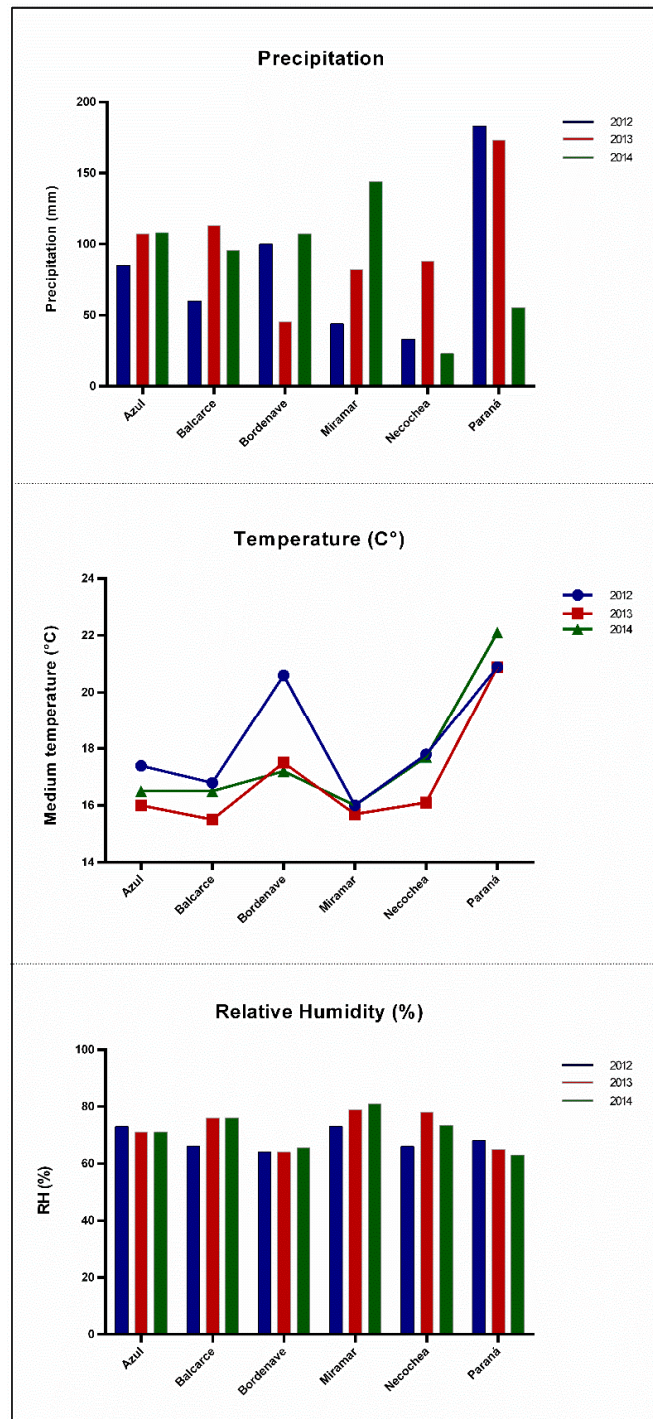 Precipitation
200
150
100
50
0
Precipitation (mm)
2012
2013
2014
Azul
Balcarce
Bordenave
Miramar
Necochea
Paraná
Temperature (C°)
24
22
20
18
16
14
Medium temperature (°C)
2012
2013
2014
Azul
Balcarce
Bordenave
Miramar
Necochea
Paraná
Relative Humidity (%)
100
80
60
40
20
0
RH (%)
2012
2013
2014
Azul
Balcarce
Bordenave
Miramar
Necochea
Paraná